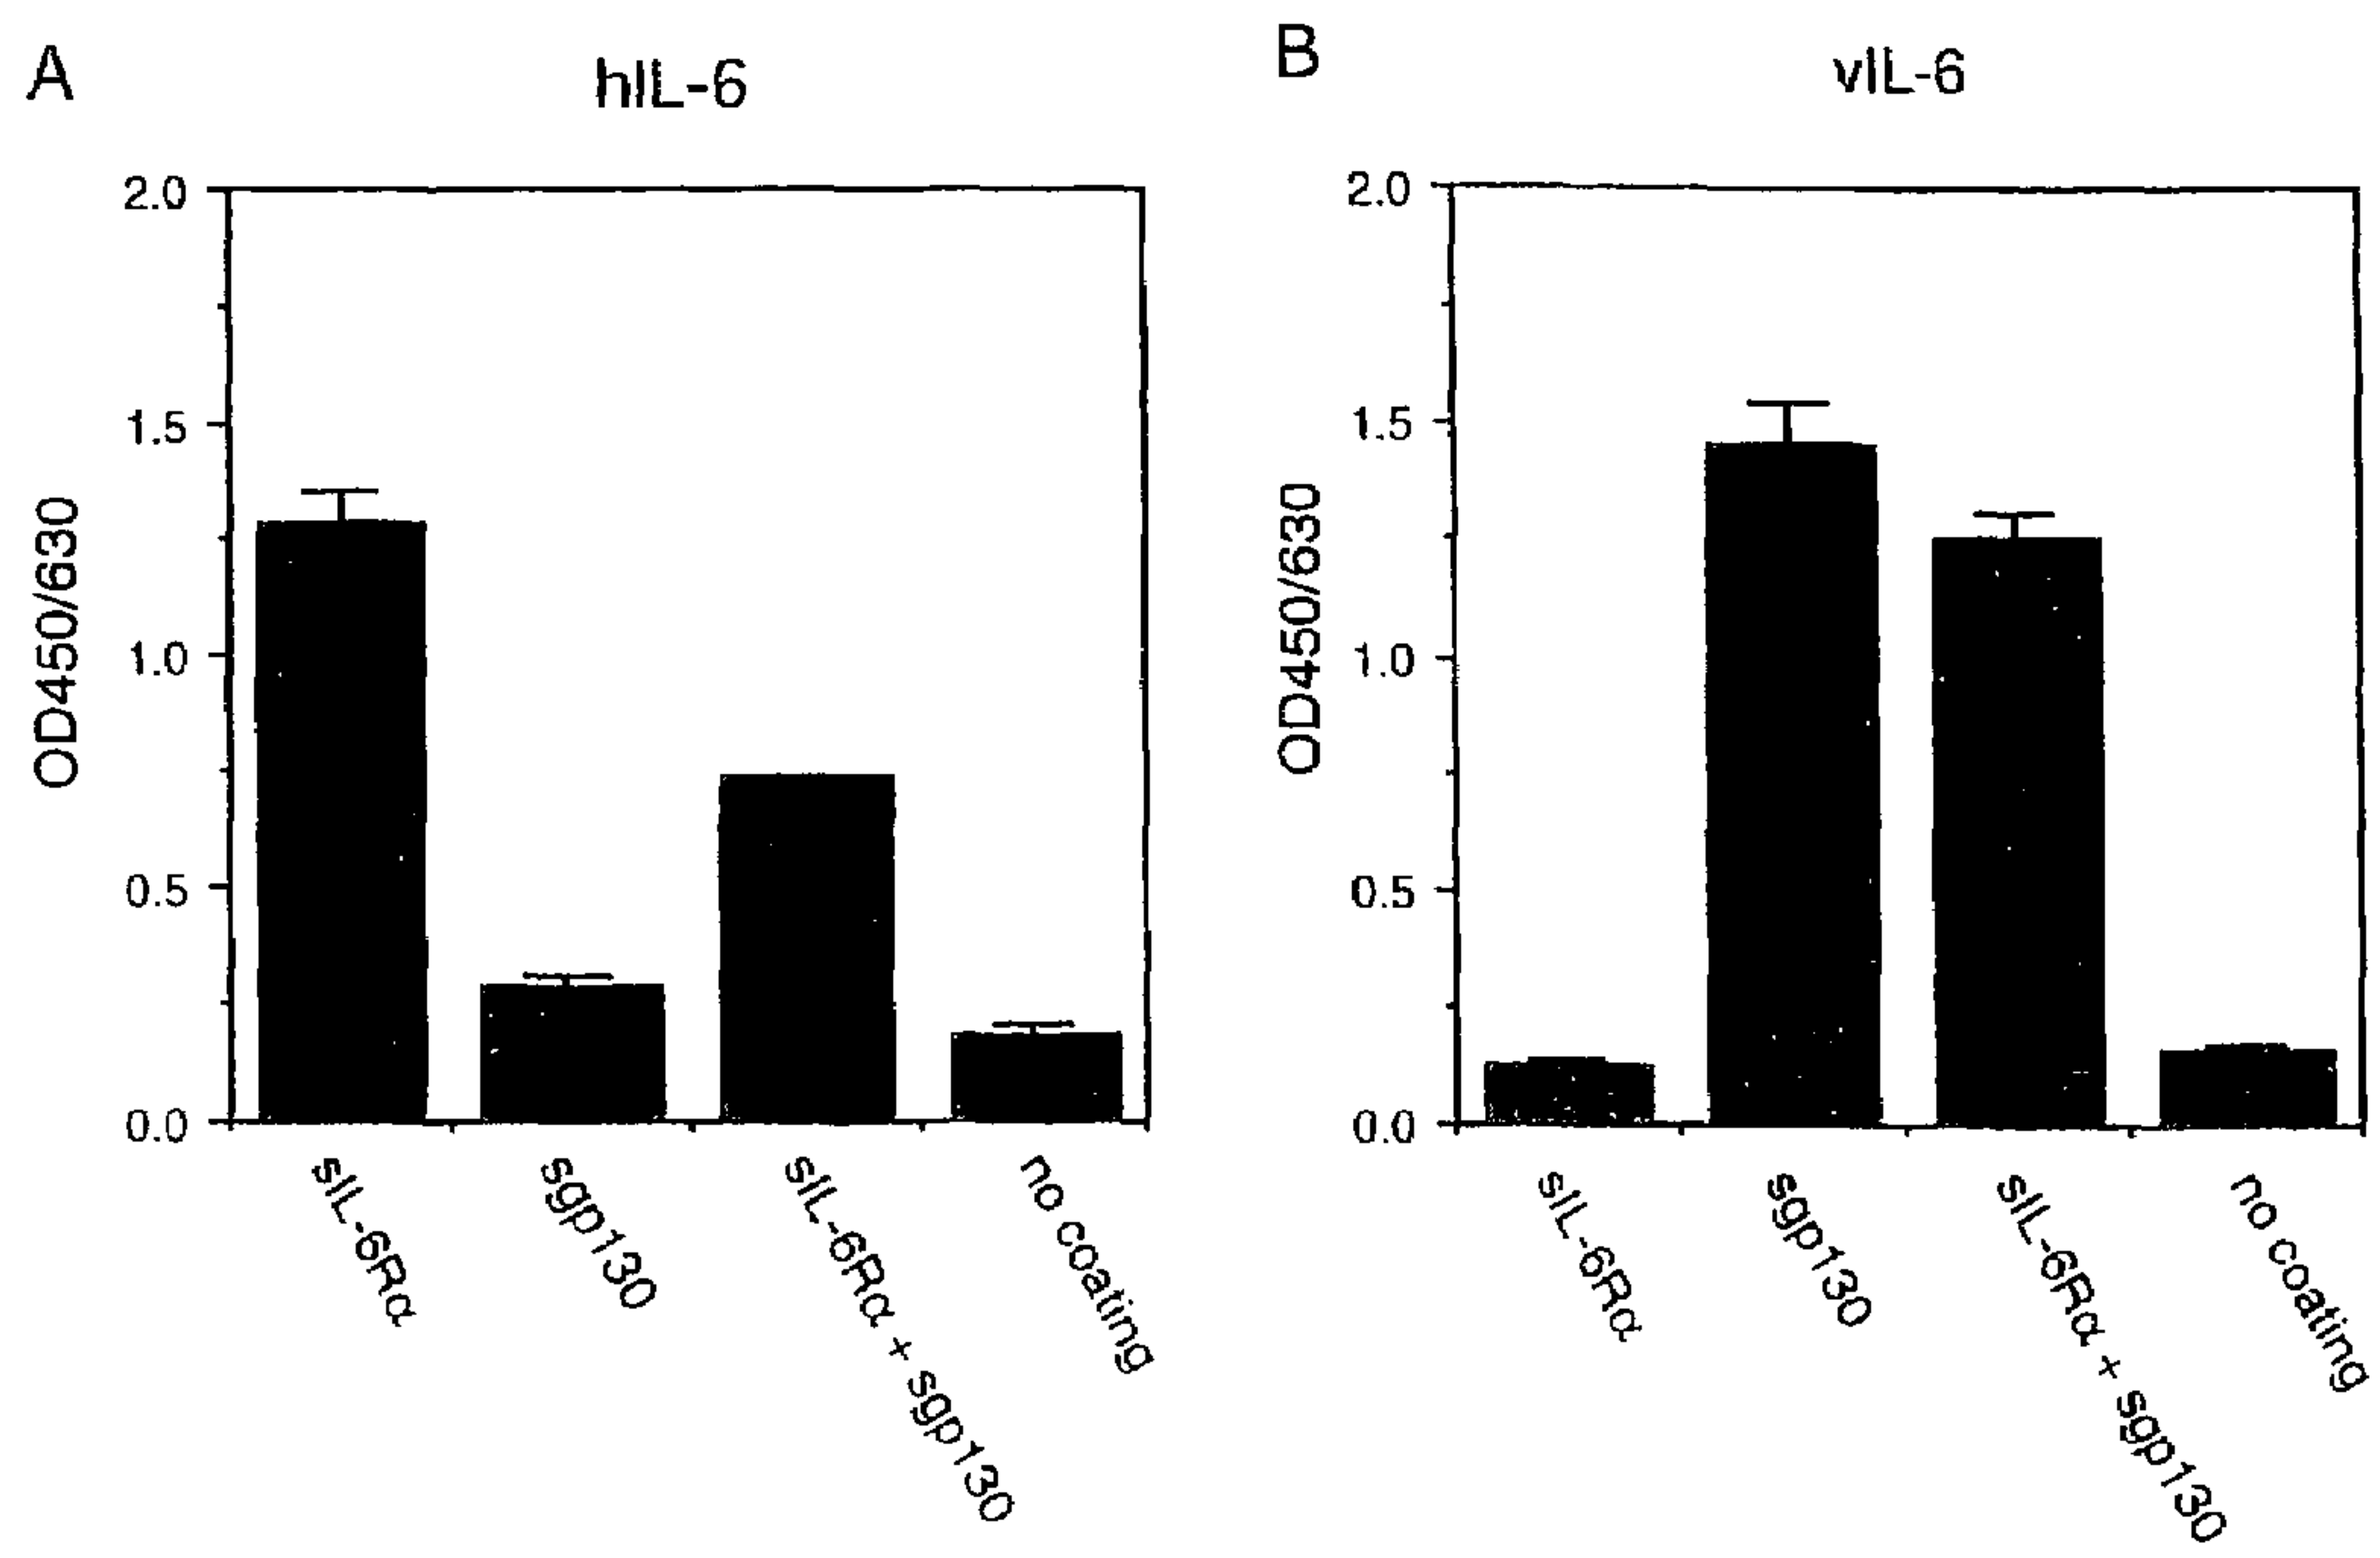 A
hIL-6
2.0
1.5
1.0
0.5
0.0
OD450/630
sIL-6Rα
sgp130
sIL-6Rα + sgp130
no coating
B
vIL-6
2.0
1.5
1.0
0.5
0.0
OD450/630
sIL-6Rα
sgp130
sIL-6Rα + sgp130
no coating